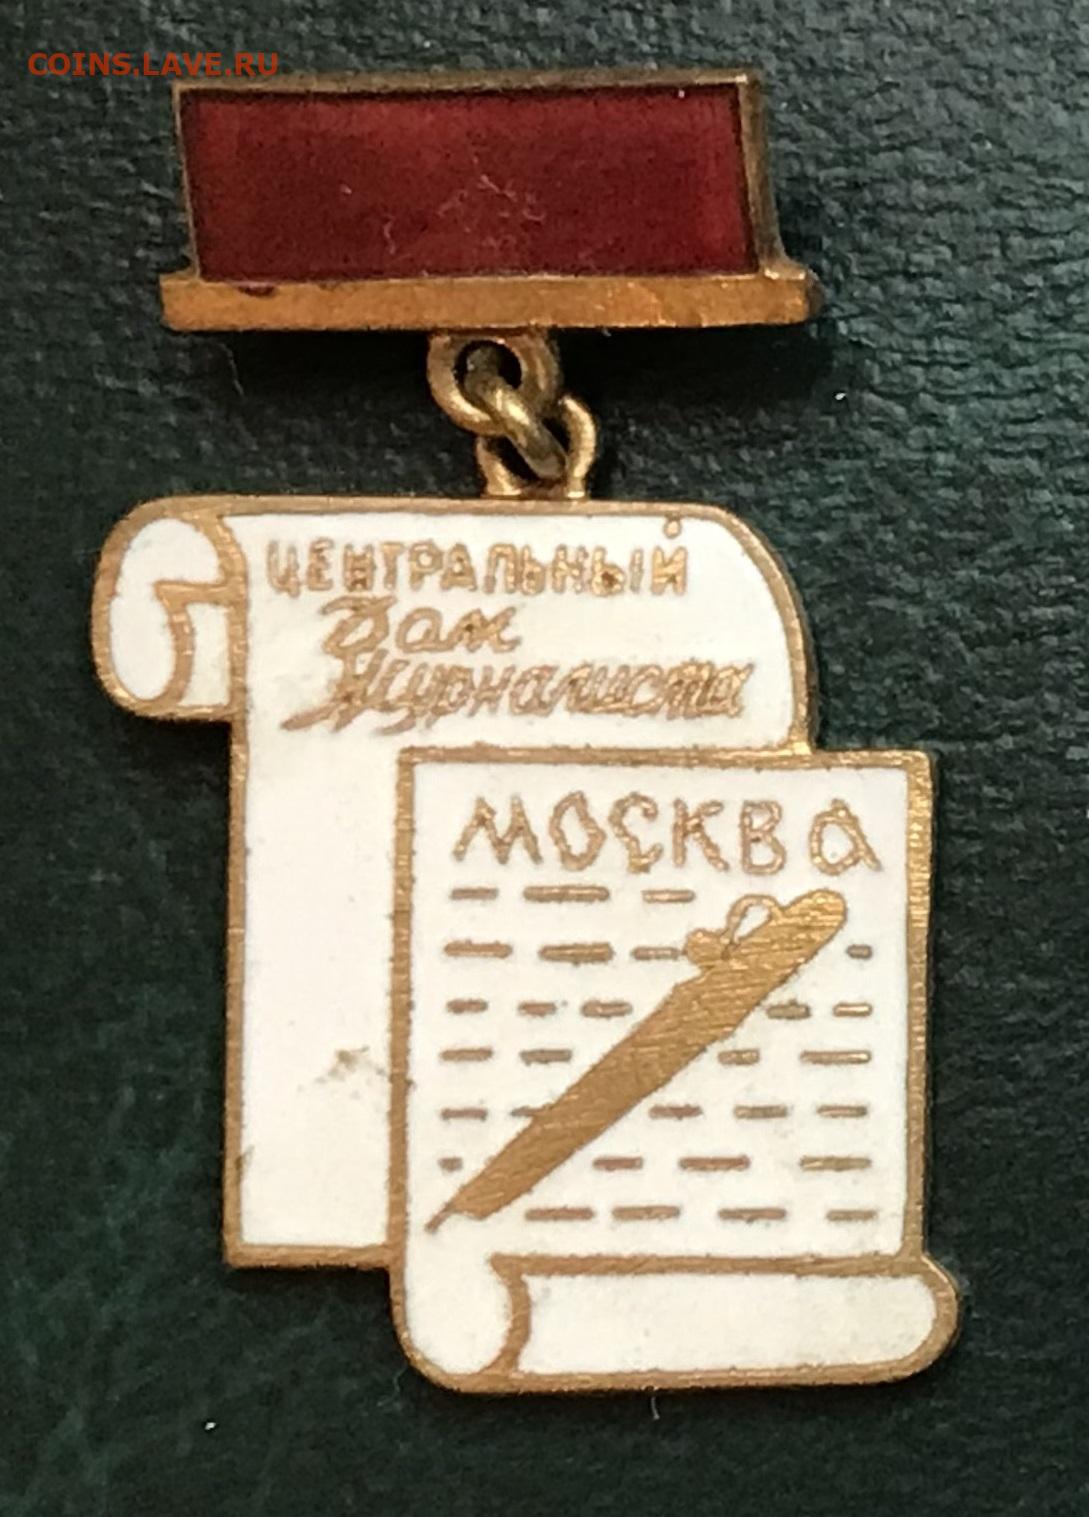 COINS.LAVE.RU
ЦЕНТРАЛЬНЫЙ
Дом
Журналиста
МОСКВА